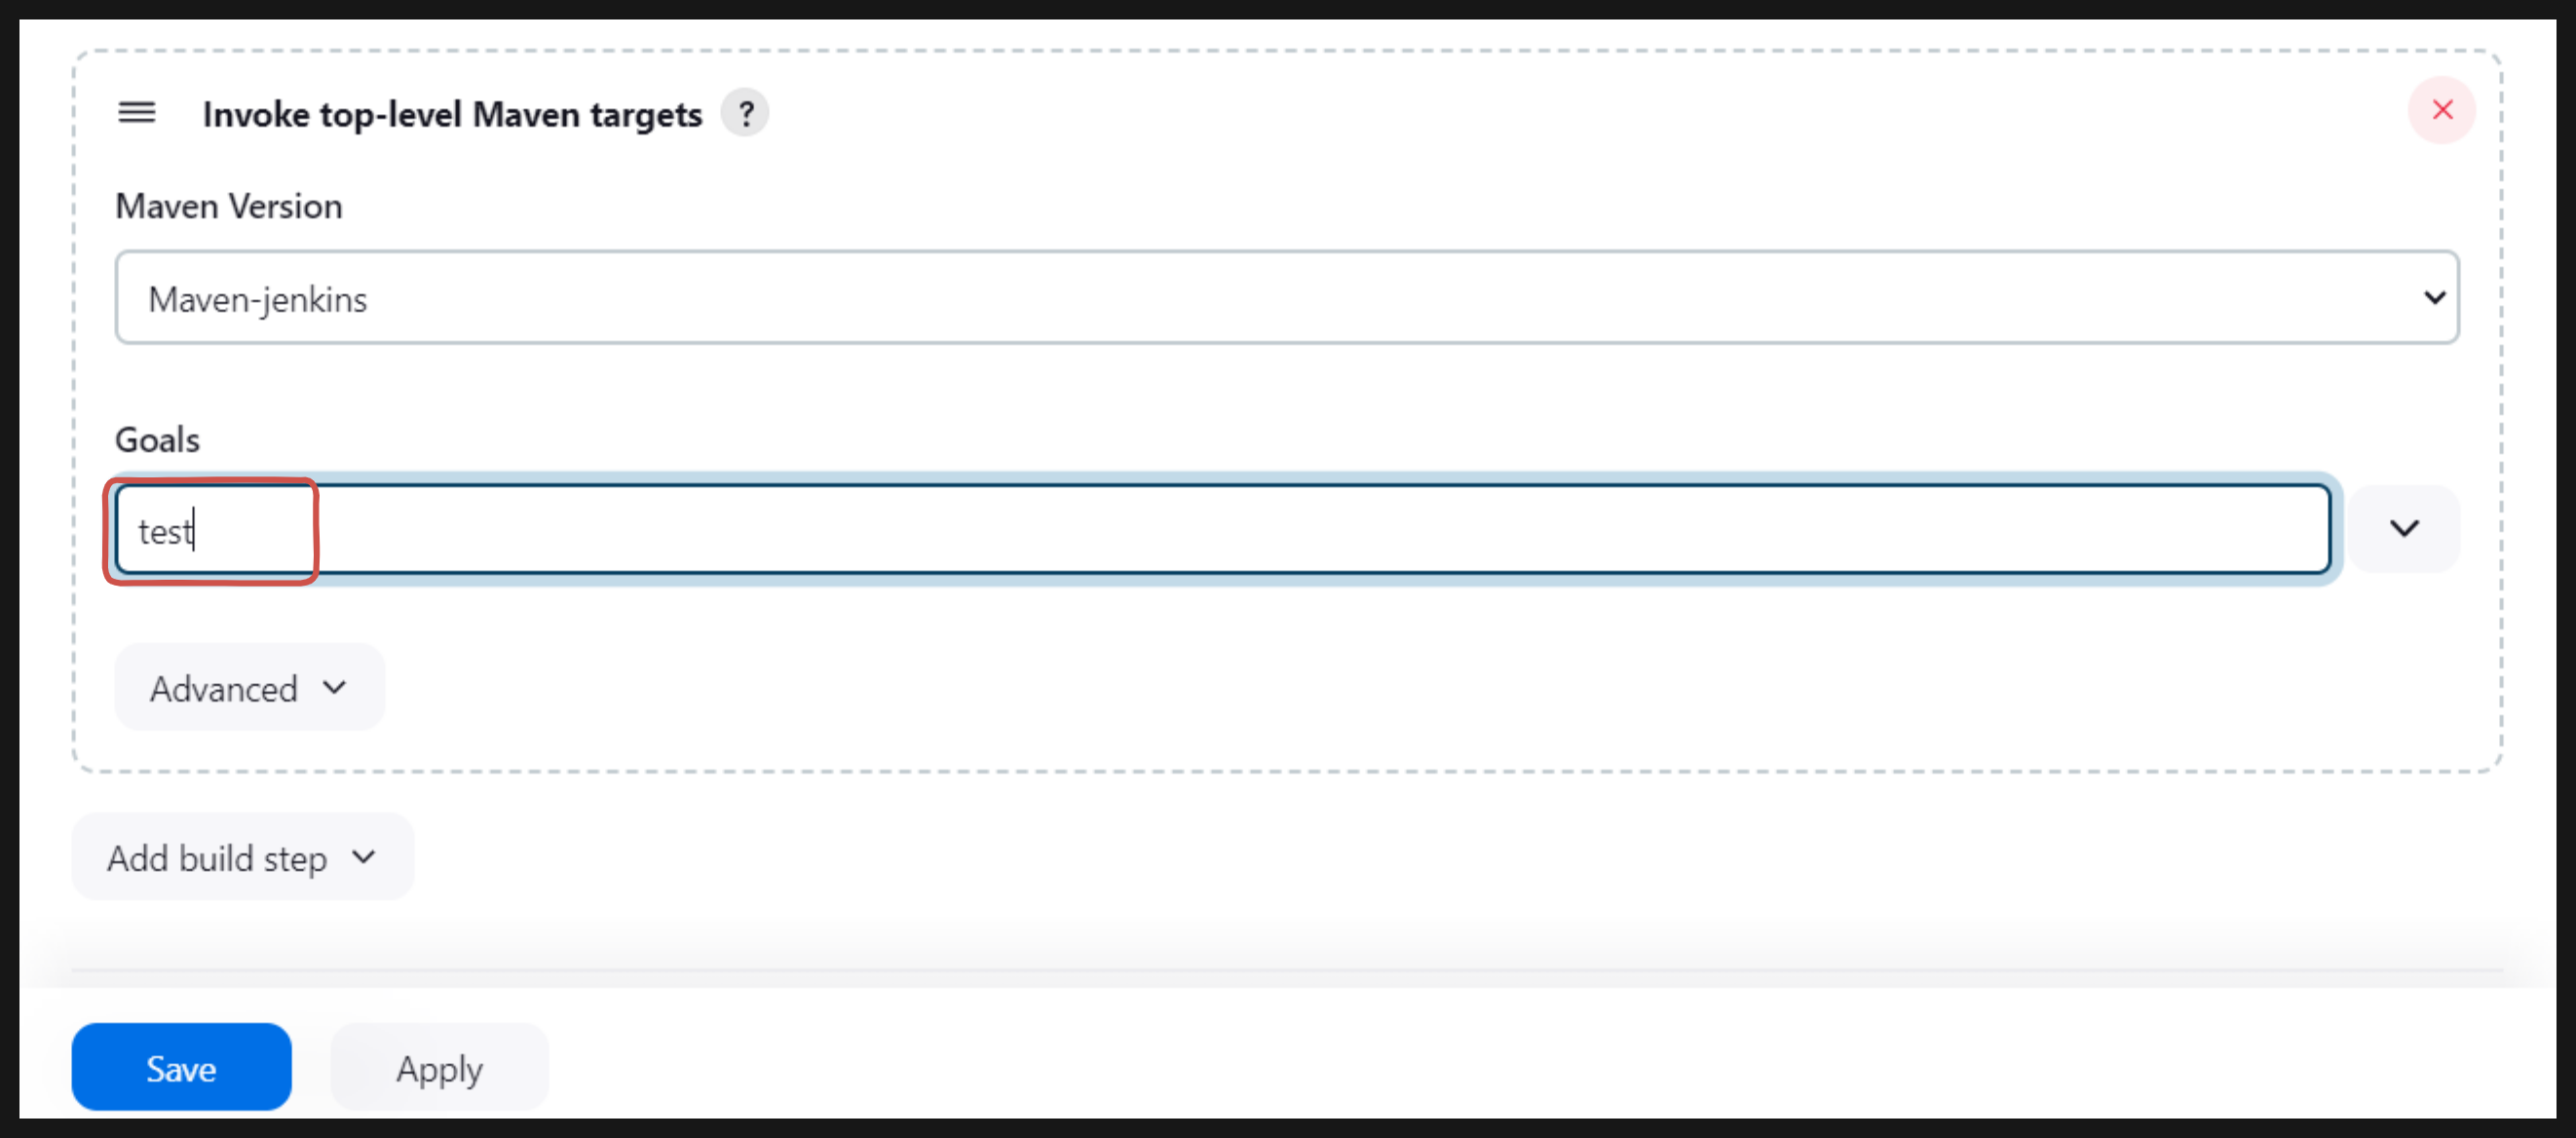 Invoke top-level Maven targets ?
Maven Version
Maven-jenkins
Goals
test
Advanced
Add build step
Save Apply